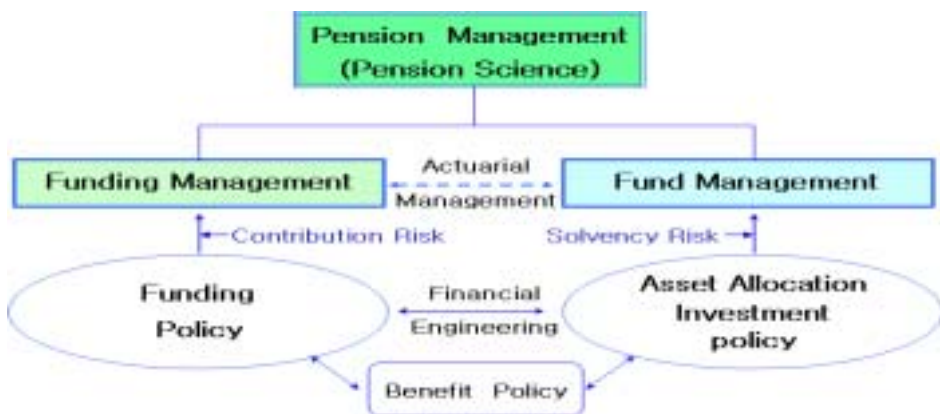 Pension Management
(Pension Science)
Funding Management
Actuarial
Management
Fund Management
Contribution Risk
Solvency Risk
Funding
Policy
Financial
Engineering
Asset Allocation
Investment
policy
Benefit Policy